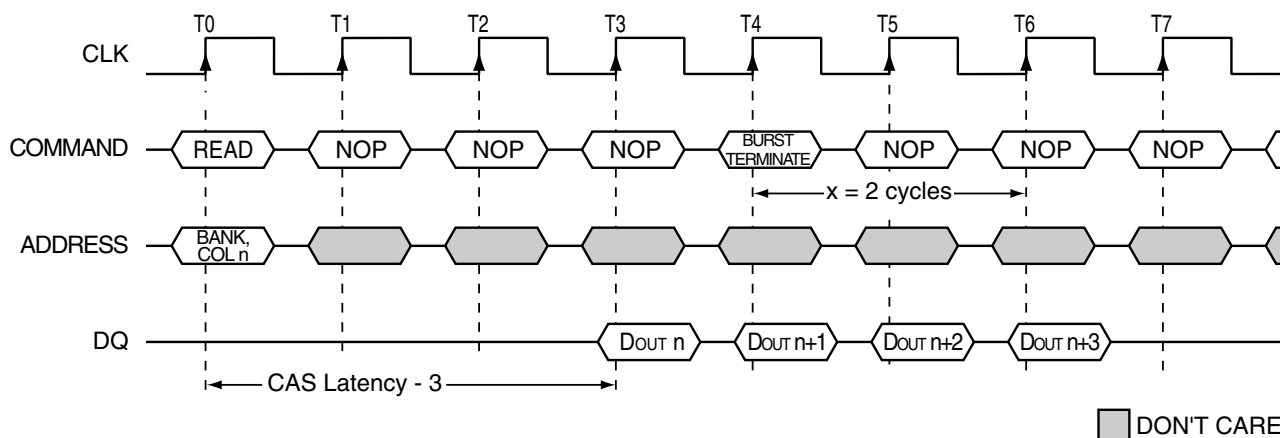 T0 T1 T2 T3 T4 T5 T6 T7
CLK
COMMAND READ NOP NOP NOP BURST TERMINATE NOP NOP NOP
x = 2 cycles
ADDRESS BANK, COL n
DQ DOUT n DOUT n+1 DOUT n+2 DOUT n+3
CAS Latency - 3
DON'T CARE